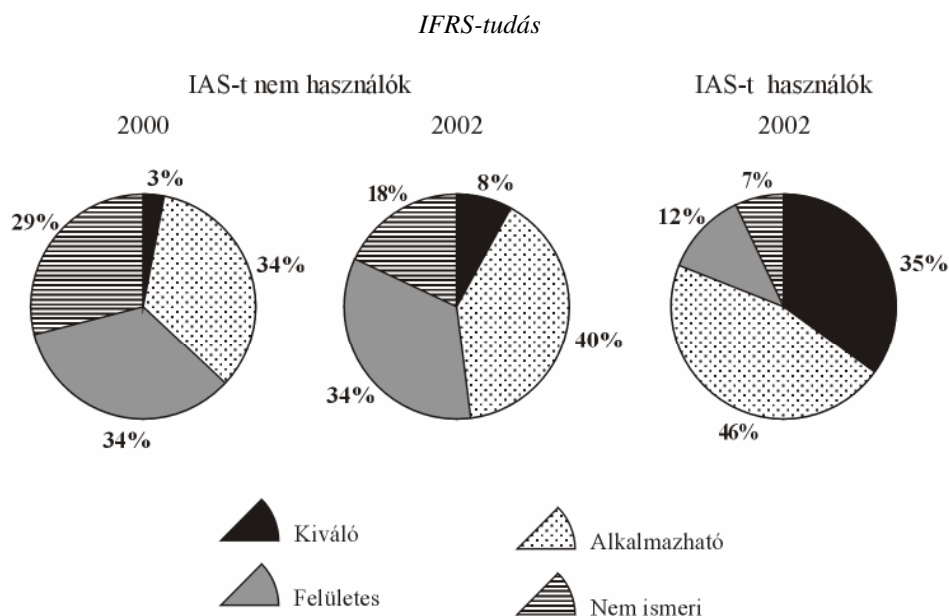 IFRS-tudás
IAS-t nem használók
IAS-t használók
2000
2002
2002
3%
34%
34%
29%
8%
40%
34%
18%
35%
46%
12%
7%
Kiváló
Alkalmazható
Felületes
Nem ismeri